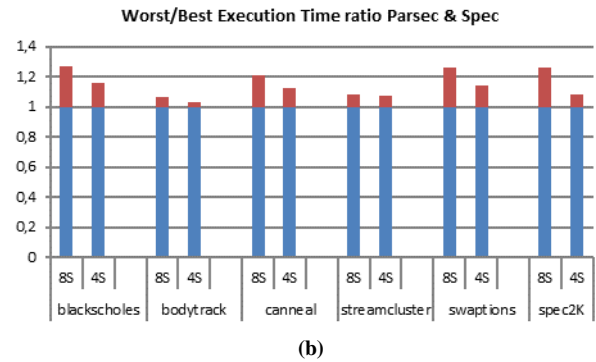 Worst/Best Execution Time ratio Parsec & Spec
1,4
1,2
1
0,8
0,6
0,4
0,2
0
8S 4S 8S 4S 8S 4S 8S 4S 8S 4S 8S 4S
blackscholes bodytrack canneal streamcluster swaptions spec2K
(b)